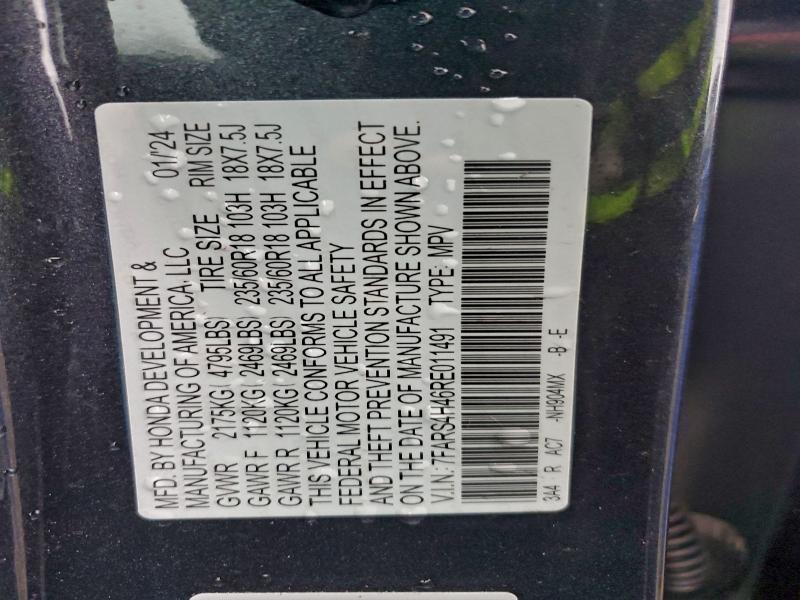 MFD. BY HONDA DEVELOPMENT &
MANUFACTURING OF AMERICA, LLC 01/24
GVWR 2175KG( 4795LBS) TIRE SIZE RIM SIZE
GAWR F 1120KG( 2469LBS) 235/60R18 103H 18X7.5J
GAWR R 1120KG( 2469LBS) 235/60R18 103H 18X7.5J
THIS VEHICLE CONFORMS TO ALL APPLICABLE
FEDERAL MOTOR VEHICLE SAFETY
AND THEFT PREVENTION STANDARDS IN EFFECT
ON THE DATE OF MANUFACTURE SHOWN ABOVE.
V.I.N: 7FARS4H46RE011491 TYPE: MPV
3A4 R AC7 -NH904MX -B -E